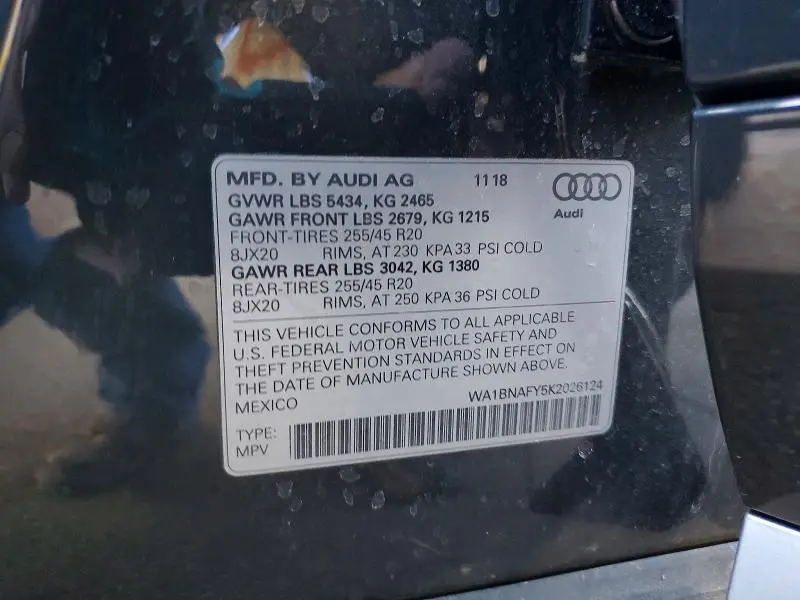 MFD. BY AUDI AG 11 18
GVWR LBS 5434, KG 2465
GAWR FRONT LBS 2679, KG 1215
Audi
FRONT-TIRES 255/45 R20
8JX20 RIMS, AT 230 KPA 33 PSI COLD
GAWR REAR LBS 3042, KG 1380
REAR-TIRES 255/45 R20
8JX20 RIMS, AT 250 KPA 36 PSI COLD
THIS VEHICLE CONFORMS TO ALL APPLICABLE
U.S. FEDERAL MOTOR VEHICLE SAFETY AND
THEFT PREVENTION STANDARDS IN EFFECT ON
THE DATE OF MANUFACTURE SHOWN ABOVE.
MEXICO WA1BNAFY5K2026124
TYPE:
MPV